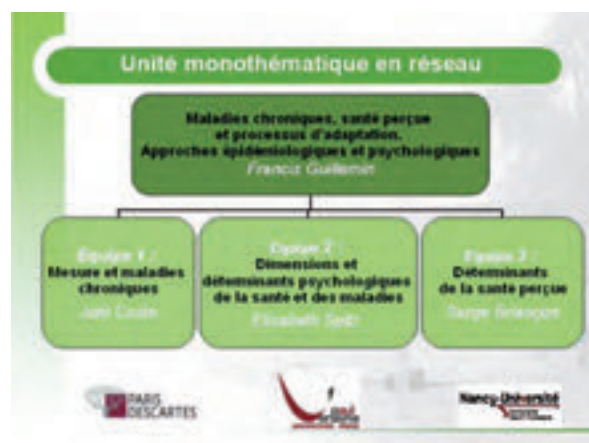 Unité monothématique en réseau
Maladies chroniques, santé perçue
et processus d'adaptation.
Approches épidémiologiques et psychologiques
Francis Guillemin
Equipe 1 :
Mesure et maladies
chroniques
Equipe 2 :
Dimensions et
déterminants psychologiques
de la santé et des maladies
Elisabeth Spitz
Equipe 3 :
Déterminants
de la santé perçue
Serge Briançon
PARIS
DESCARTES
Nancy-Université